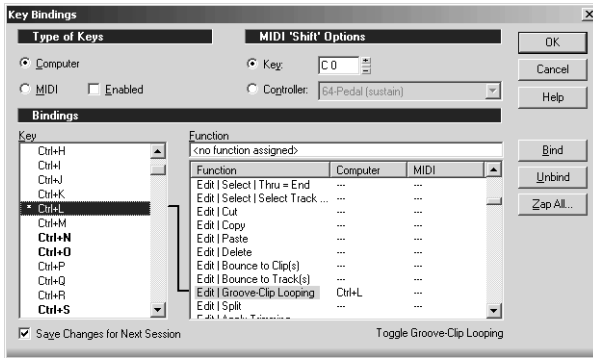 Key Bindings
Type of Keys
MIDI 'Shift' Options
OK
Computer
Key:
C 0
Cancel
MIDI
Enabled
Controller:
64-Pedal (sustain)
Help
Bindings
Key
Function
Ctrl+H
<no function assigned>
Bind
Ctrl+I
Function Computer MIDI
Ctrl+J
Edit | Select | Thru = End --- ---
Unbind
Ctrl+K
Edit | Select | Select Track ... --- ---
* Ctrl+L
Edit | Cut --- ---
Zap All...
Ctrl+M
Edit | Copy --- ---
Ctrl+N
Edit | Paste --- ---
Ctrl+O
Edit | Delete --- ---
Ctrl+P
Edit | Bounce to Clip(s) --- ---
Ctrl+Q
Edit | Bounce to Track(s) --- ---
Ctrl+R
Edit | Groove-Clip Looping Ctrl+L ---
Ctrl+S
Edit | Split --- ---
Edit | Apply Trimming --- ---
Save Changes for Next Session
Toggle Groove-Clip Looping